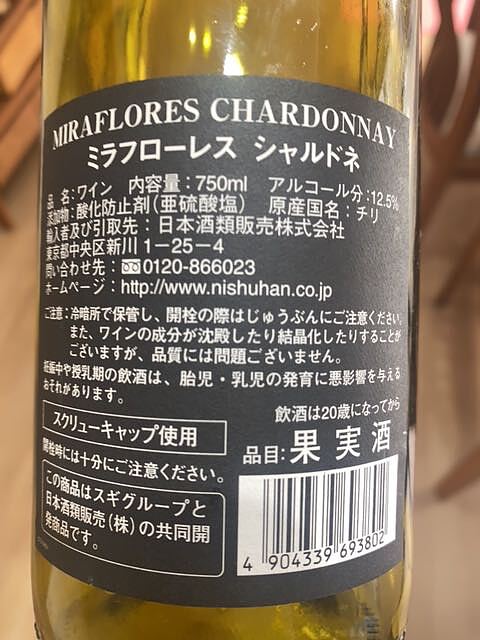 MIRAFLORES CHARDONNAY
ミラフローレス シャルドネ
品 名：ワイン 内容量：750ml アルコール分：12.5%
添加物：酸化防止剤（亜硫酸塩） 原産国名：チリ
輸入者及び引取先：日本酒類販売株式会社
東京都中央区新川1－25－4
問い合わせ先：0120-866023
ホームページ：http://www.nishuhan.co.jp
ご注意：冷暗所で保管し、開栓の際はじゅうぶんにご注意ください。
また、ワインの成分が沈殿したり結晶化したりすることが
ございますが、品質には問題ございません。
妊娠中や授乳期の飲酒は、胎児・乳児の発育に悪影響を与える
おそれがあります。
飲酒は20歳になってから
スクリューキャップ使用
品目：果実酒
開栓時には十分にご注意ください。
この商品はスギグループと
日本酒類販売（株）の共同開
発商品です。
4 904339 693802